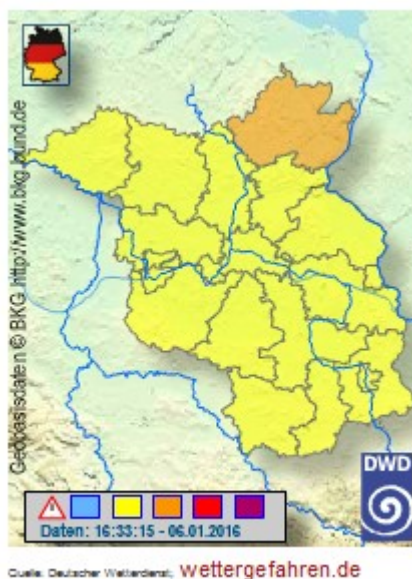 Geobasisdaten © BKG http://www.bkg.bund.de
DWD
Daten: 16:33:15 - 06.01.2016
Quelle: Deutscher Wetterdienst; wettergefahren.de